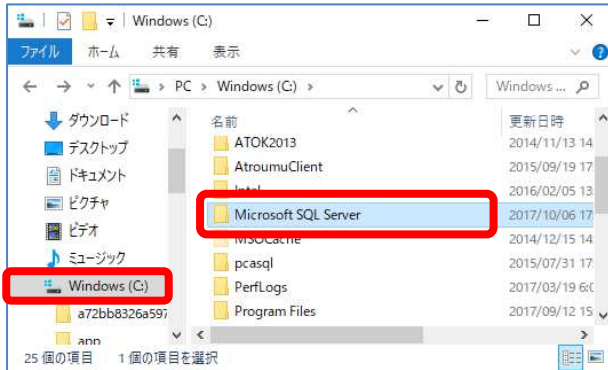 Windows (C:)
ファイル ホーム 共有 表示
PC > Windows (C:) > Windows ...
名前 更新日時
ダウンロード
デスクトップ
ドキュメント
ピクチャ
ビデオ
ミュージック
Windows (C:)
a72bb8326a597
app
ATOK2013 2014/11/13 14
AtroumuClient 2015/09/19 17
Intel 2016/02/05 13
Microsoft SQL Server 2017/10/06 17
MSOCache 2014/12/15 14
pcasql 2015/07/31 17
PerfLogs 2017/03/19 6:0
Program Files 2017/09/12 15
25 個の項目 1 個の項目を選択